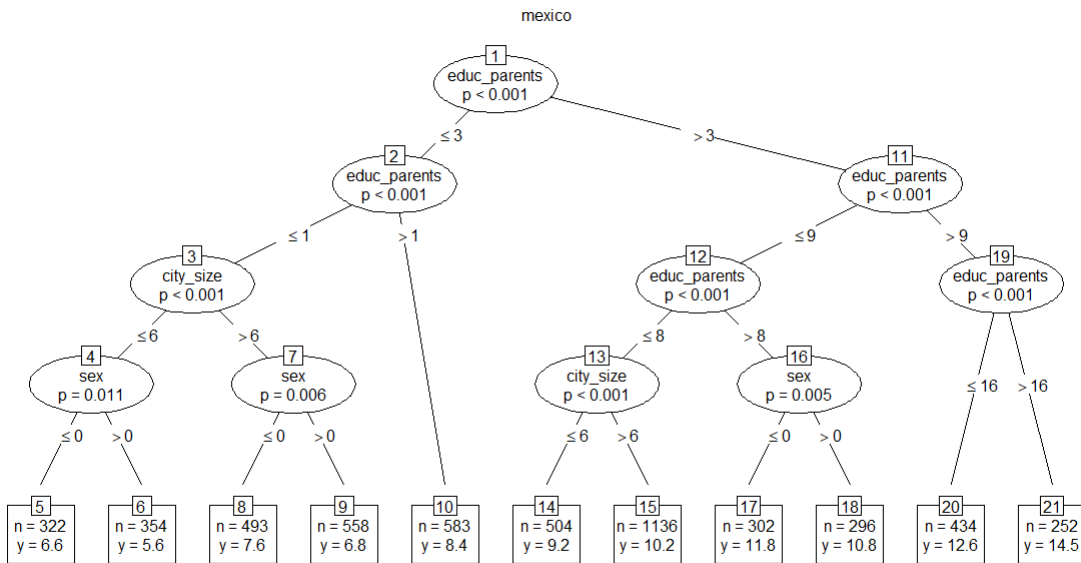 mexico
1
educ_parents
p < 0.001
≤ 3
> 3
2
educ_parents
p < 0.001
11
educ_parents
p < 0.001
≤ 1
> 1
≤ 9
> 9
3
city_size
p < 0.001
12
educ_parents
p < 0.001
19
educ_parents
p < 0.001
≤ 6
> 6
≤ 8
> 8
4
sex
p = 0.011
7
sex
p = 0.006
13
city_size
p < 0.001
16
sex
p = 0.005
≤ 16
> 16
≤ 0
> 0
≤ 0
> 0
≤ 6
> 6
≤ 0
> 0
5
n = 322
y = 6.6
6
n = 354
y = 5.6
8
n = 493
y = 7.6
9
n = 558
y = 6.8
10
n = 583
y = 8.4
14
n = 504
y = 9.2
15
n = 1136
y = 10.2
17
n = 302
y = 11.8
18
n = 296
y = 10.8
20
n = 434
y = 12.6
21
n = 252
y = 14.5